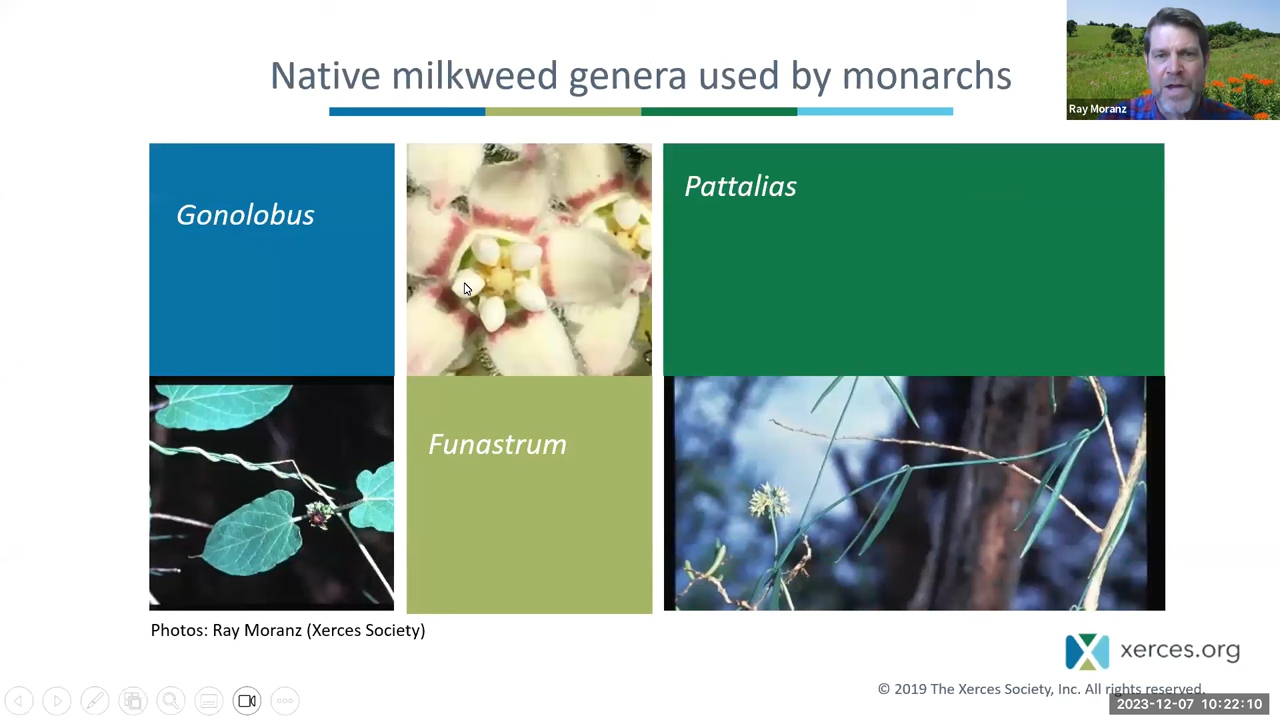 Native milkweed genera used by monarchs
Ray Moranz
Gonolobus
Pattalias
Funastrum
Photos: Ray Moranz (Xerces Society)
xerces.org
© 2019 The Xerces Society, Inc. All rights reserved.
2023-12-07 10:22:10